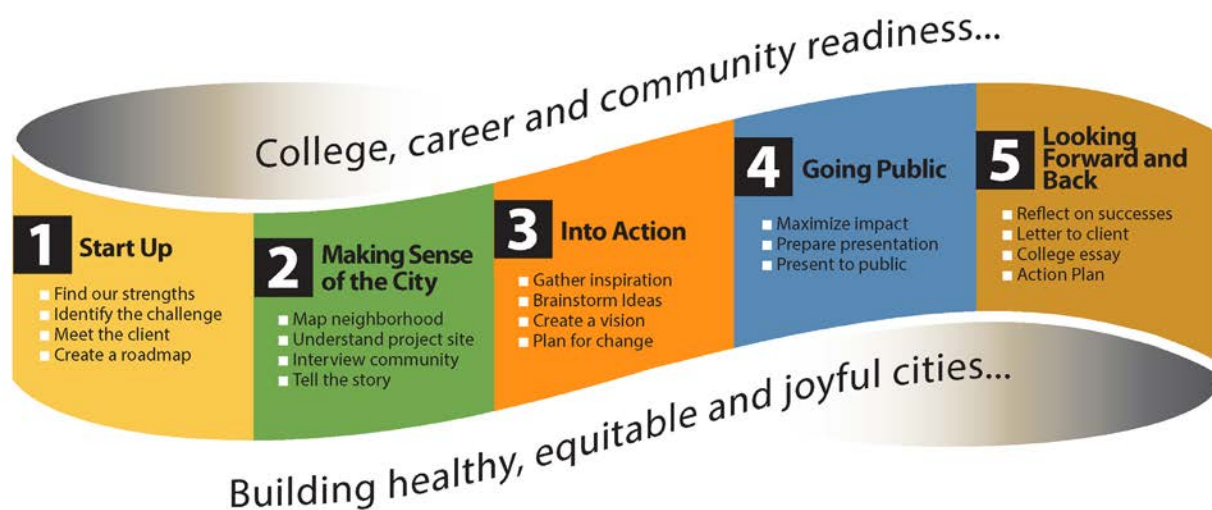 College, career and community readiness...
1 Start Up
Find our strengths
Identify the challenge
Meet the client
Create a roadmap
2 Making Sense
of the City
Map neighborhood
Understand project site
Interview community
Tell the story
3 Into Action
Gather inspiration
Brainstorm Ideas
Create a vision
Plan for change
4 Going Public
Maximize impact
Prepare presentation
Present to public
5 Looking
Forward and
Back
Reflect on successes
Letter to client
College essay
Action Plan
Building healthy, equitable and joyful cities...